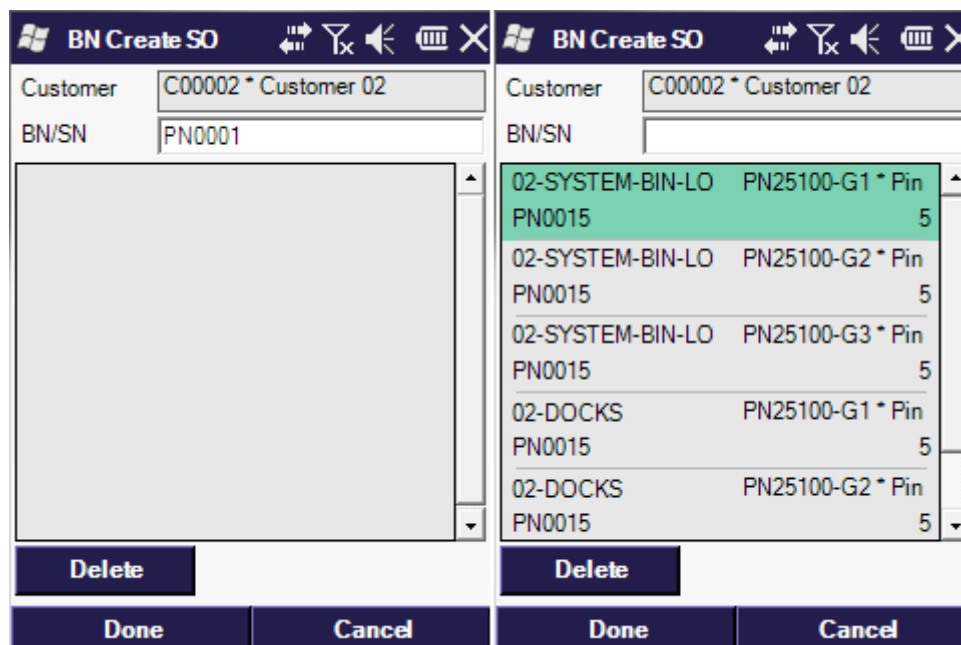 BN Create SO
Customer C00002 * Customer 02
BN/SN PN0001
Delete
Done Cancel
BN Create SO
Customer C00002 * Customer 02
BN/SN
02-SYSTEM-BIN-LO PN25100-G1 * Pin
PN0015 5
02-SYSTEM-BIN-LO PN25100-G2 * Pin
PN0015 5
02-SYSTEM-BIN-LO PN25100-G3 * Pin
PN0015 5
02-DOCKS PN25100-G1 * Pin
PN0015 5
02-DOCKS PN25100-G2 * Pin
PN0015 5
Delete
Done Cancel